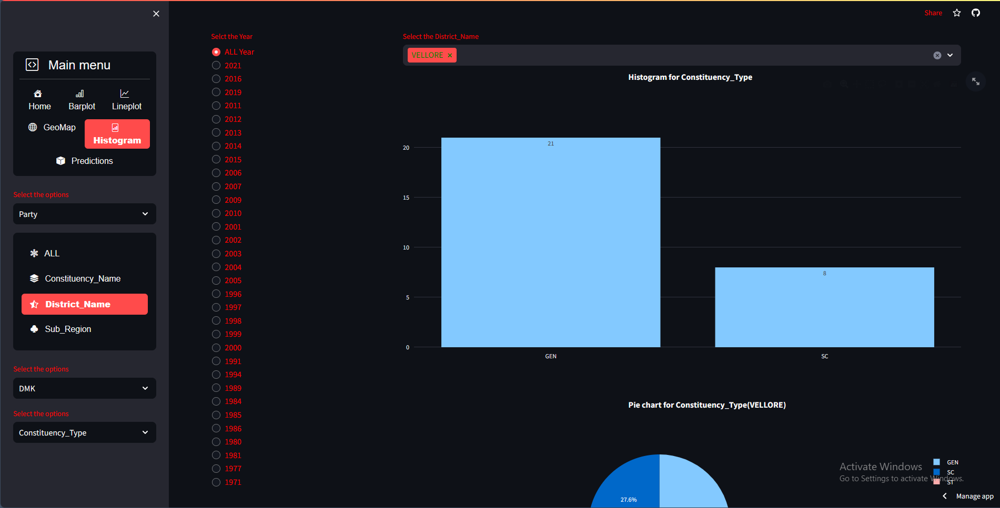 Share
Main menu
Home
Barplot
Lineplot
GeoMap
Histogram
Predictions
Select the options
Party
ALL
Constituency_Name
District_Name
Sub_Region
Select the options
DMK
Select the options
Constituency_Type
Selct the Year
ALL Year
2021
2016
2019
2011
2012
2013
2014
2015
2006
2007
2009
2010
2001
2002
2003
2004
2005
1996
1997
1998
1999
2000
1991
1994
1989
1984
1985
1986
1980
1981
1977
1971
Select the District_Name
VELLORE
Histogram for Constituency_Type
20
15
10
5
0
21
8
GEN
SC
Pie chart for Constituency_Type(VELLORE)
27.6%
GEN
SC
ST
Activate Windows
Go to Settings to activate Windows.
Manage app